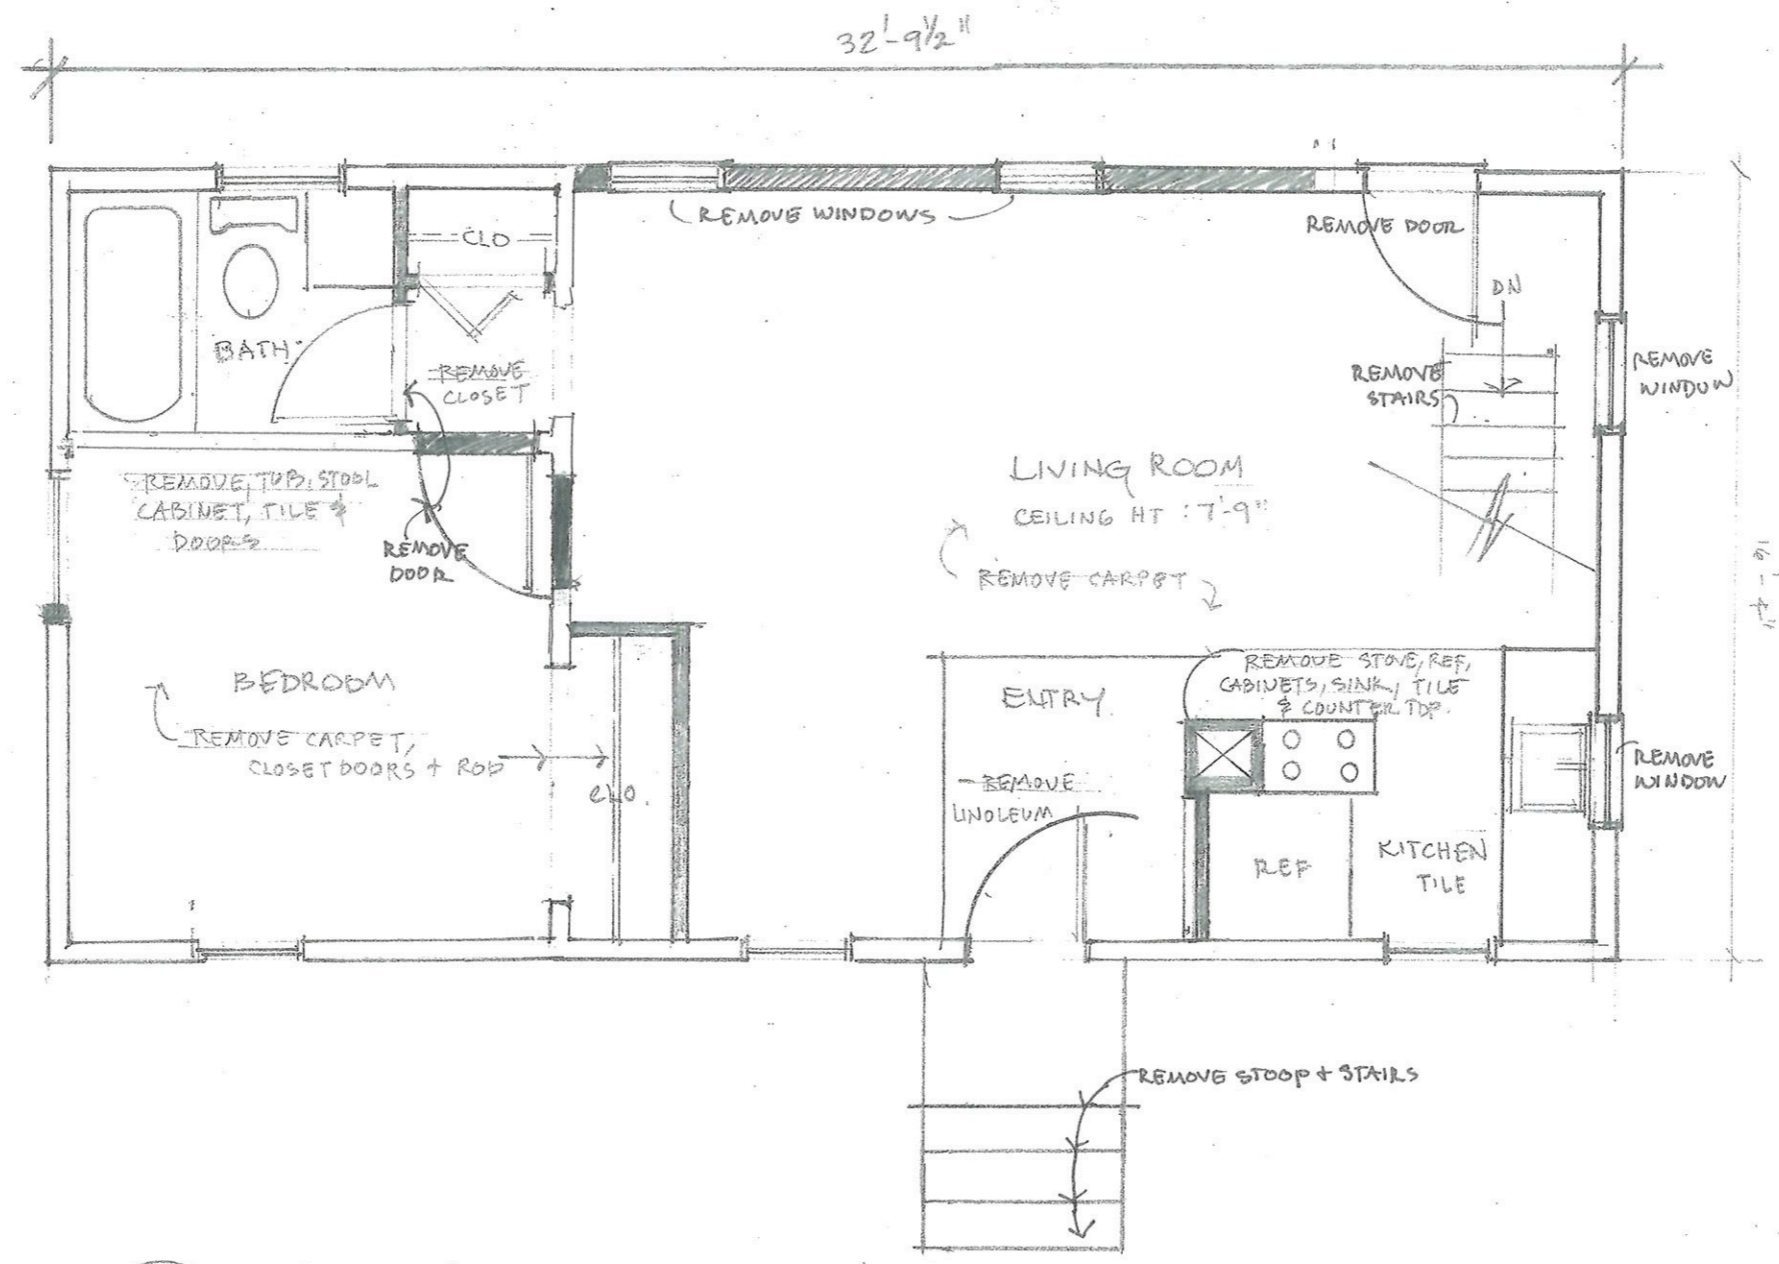 32'-9½"
REMOVE WINDOWS
REMOVE DOOR
CLO
DN
BATH
REMOVE
CLOSET
REMOVE
STAIRS
REMOVE
WINDOW
LIVING ROOM
CEILING HT : 7'-9"
REMOVE, TUB, STOOL
CABINET, TILE &
DOORS
REMOVE
DOOR
REMOVE CARPET
16'-4"
BEDROOM
REMOVE CARPET,
CLOSET DOORS + ROD
CLO.
ENTRY
REMOVE STOVE, REF,
CABINETS, SINK, TILE
& COUNTER TOP.
REMOVE
LINOLEUM
REMOVE
WINDOW
REF
KITCHEN
TILE
REMOVE STOOP + STAIRS